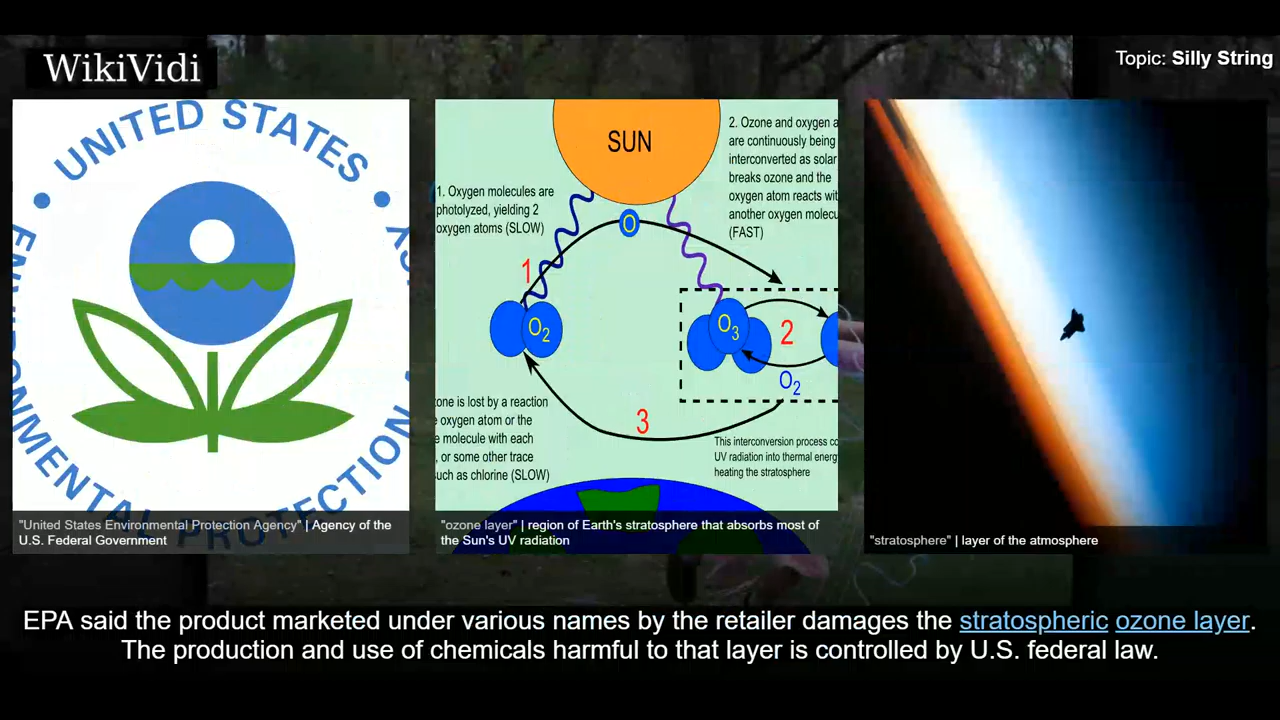 WikiVidi
Topic: Silly String
UNITED STATES
ENVIRONMENTAL PROTECTION
"United States Environmental Protection Agency" | Agency of the
U.S. Federal Government
SUN
1. Oxygen molecules are
photolyzed, yielding 2
oxygen atoms (SLOW)
2. Ozone and oxygen a
are continuously being
interconverted as solar
breaks ozone and the
oxygen atom reacts wit
another oxygen molecu
(FAST)
O
1
O2
O3
2
O2
3
zone is lost by a reaction
e oxygen atom or the
e molecule with each
, or some other trace
uch as chlorine (SLOW)
This interconversion process co
UV radiation into thermal energ
heating the stratosphere
"ozone layer" | region of Earth's stratosphere that absorbs most of
the Sun's UV radiation
"stratosphere" | layer of the atmosphere
EPA said the product marketed under various names by the retailer damages the stratospheric ozone layer.
The production and use of chemicals harmful to that layer is controlled by U.S. federal law.